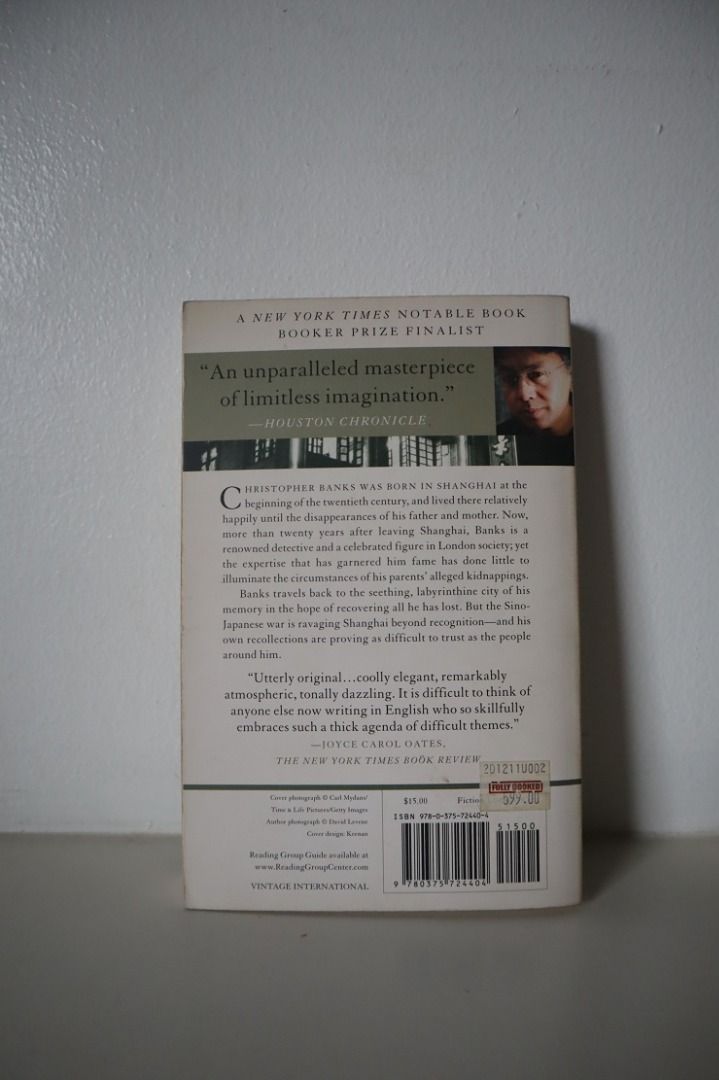 A NEW YORK TIMES NOTABLE BOOK
BOOKER PRIZE FINALIST
“An unparalleled masterpiece
of limitless imagination.”
—HOUSTON CHRONICLE
CHRISTOPHER BANKS WAS BORN IN SHANGHAI at the
beginning of the twentieth century, and lived there relatively
happily until the disappearances of his father and mother. Now,
more than twenty years after leaving Shanghai, Banks is a
renowned detective and a celebrated figure in London society; yet
the expertise that has garnered him fame has done little to
illuminate the circumstances of his parents’ alleged kidnappings.
Banks travels back to the seething, labyrinthine city of his
memory in the hope of recovering all he has lost. But the Sino-
Japanese war is ravaging Shanghai beyond recognition—and his
own recollections are proving as difficult to trust as the people
around him.
“Utterly original…coolly elegant, remarkably
atmospheric, tonally dazzling. It is difficult to think of
anyone else now writing in English who so skillfully
embraces such a thick agenda of difficult themes.”
—JOYCE CAROL OATES,
THE NEW YORK TIMES BOOK REVIEW
201211U002
FULLY BOOKED
599.00
Cover photograph © Carl Mydans/
Time & Life Pictures/Getty Images
Author photograph © David Levene
Cover design: Keenan
Reading Group Guide available at
www.ReadingGroupCenter.com
VINTAGE INTERNATIONAL
$15.00 Fiction
ISBN 978-0-375-72440-4
51500
9 780375 724404